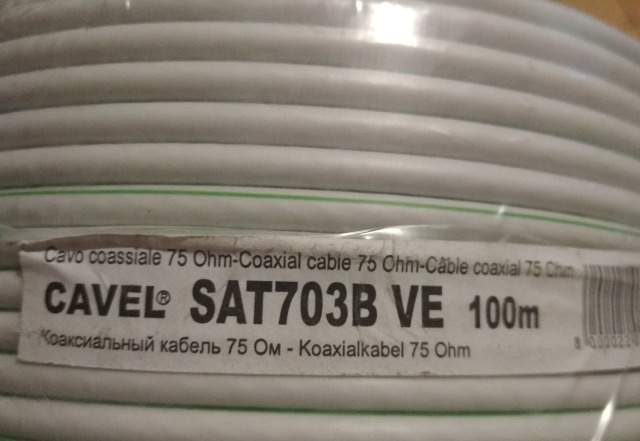 Cavo coassiale 75 Ohm-Coaxial cable 75 Ohm-Câble coaxial 75 Ohm
CAVEL® SAT703B VE 100m
Коаксиальный кабель 75 Ом - Koaxialkabel 75 Ohm